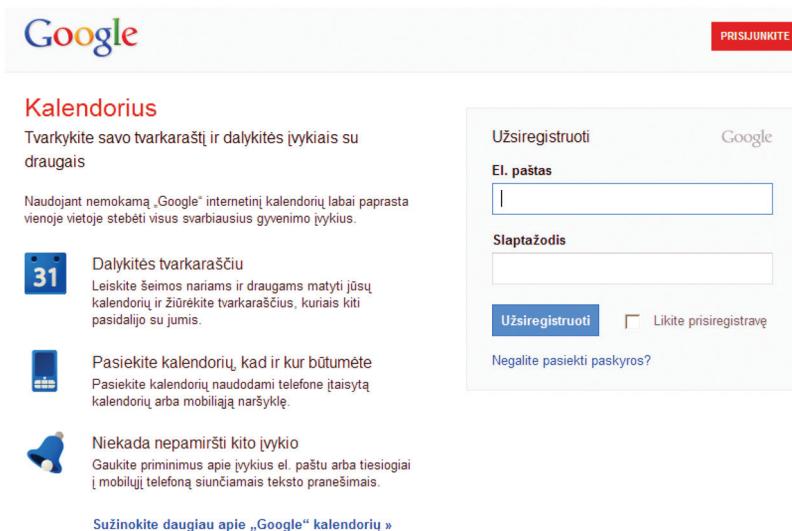 Google
PRISIJUNKITE
Kalendorius
Tvarkykite savo tvarkaraštį ir dalykitės įvykiais su
draugais
Naudojant nemokamą „Google“ internetinį kalendorių labai paprasta
vienoje vietoje stebėti visus svarbiausius gyvenimo įvykius.
31
Dalykitės tvarkaraščiu
Leiskite šeimos nariams ir draugams matyti jūsų
kalendorių ir žiūrėkite tvarkaraščius, kuriais kiti
pasidalijo su jumis.
Pasiekite kalendorių, kad ir kur būtumėte
Pasiekite kalendorių naudodami telefone įtaisytą
kalendorių arba mobiliąją naršyklę.
Niekada nepamiršti kito įvykio
Gaukite priminimus apie įvykius el. paštu arba tiesiogiai
į mobilųjį telefoną siunčiamais teksto pranešimais.
Sužinokite daugiau apie „Google“ kalendorių »
Užsiregistruoti Google
El. paštas
Slaptažodis
Užsiregistruoti Likite prisiregistravę
Negalite pasiekti paskyros?